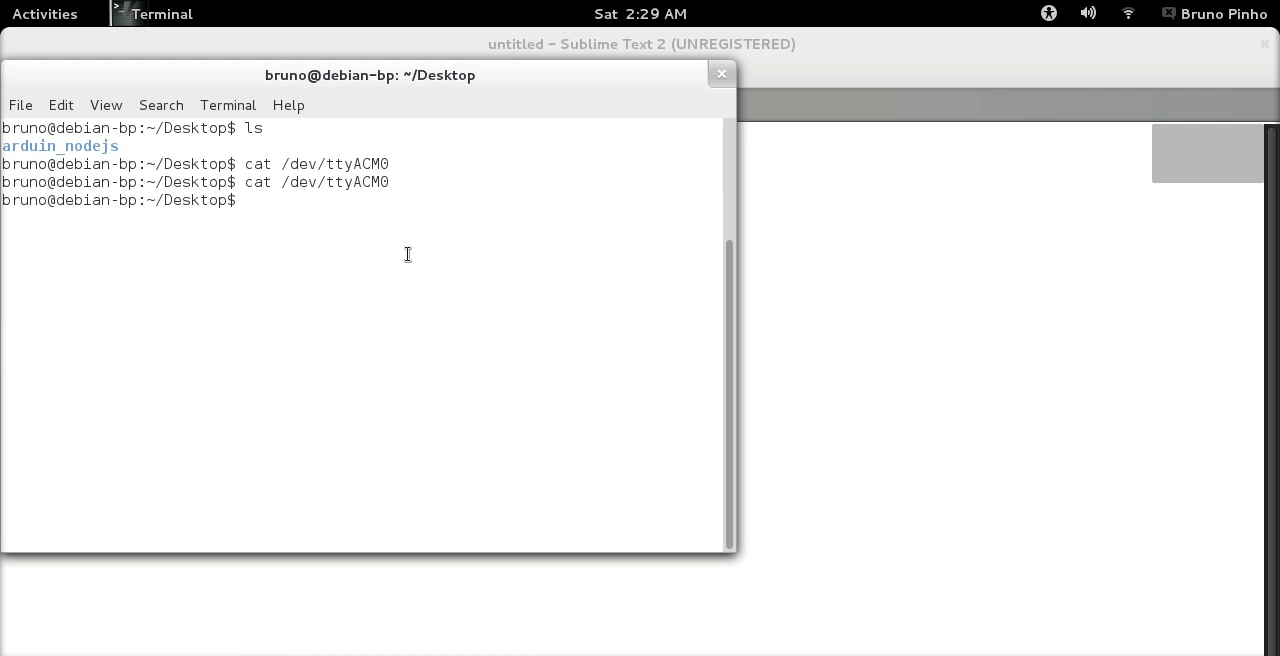 Activities Terminal Sat 2:29 AM Bruno Pinho
untitled – Sublime Text 2 (UNREGISTERED)
bruno@debian-bp: ~/Desktop
File Edit View Search Terminal Help
bruno@debian-bp:~/Desktop$ ls
arduin_nodejs
bruno@debian-bp:~/Desktop$ cat /dev/ttyACM0
bruno@debian-bp:~/Desktop$ cat /dev/ttyACM0
bruno@debian-bp:~/Desktop$